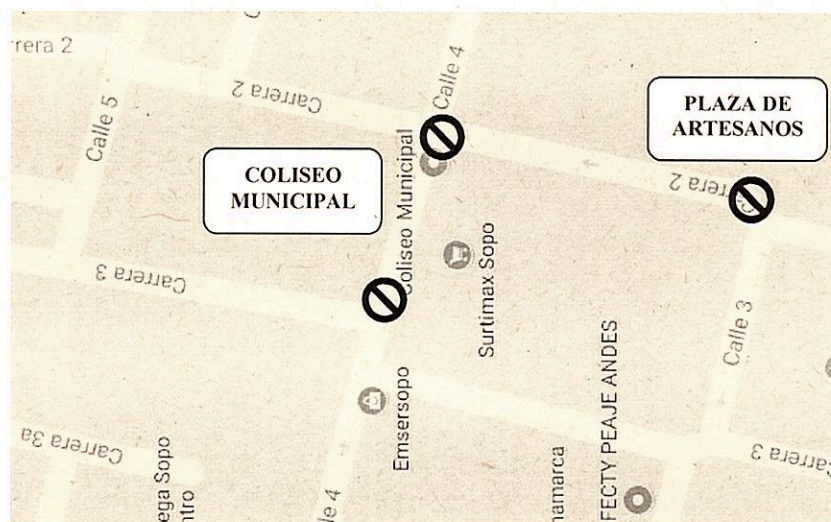 rrera 2
Calle 5
Carrera 2
Calle 4
PLAZA DE
ARTESANOS
COLISEO
MUNICIPAL
Coliseo Municipal
Carrera 2
Carrera 3
Surtimax Sopo
Calle 3
Emsersopo
Carrera 3a
ega Sopo
ntro
lle 4
namarca
FECTY PEAJE ANDES
Carrera 3